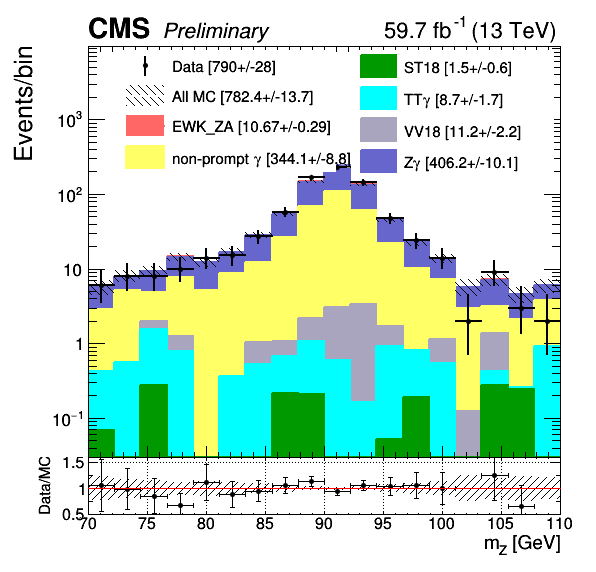 CMS Preliminary 59.7 fb⁻¹ (13 TeV)
Events/bin
Data [790+/-28]
All MC [782.4+/-13.7]
EWK_ZA [10.67+/-0.29]
non-prompt γ [344.1+/-8.8]
ST18 [1.5+/-0.6]
TTγ [8.7+/-1.7]
VV18 [11.2+/-2.2]
Zγ [406.2+/-10.1]
10³
10²
10
1
10⁻¹
Data/MC
1.5
1
0.5
70 75 80 85 90 95 100 105 110
m_Z [GeV]